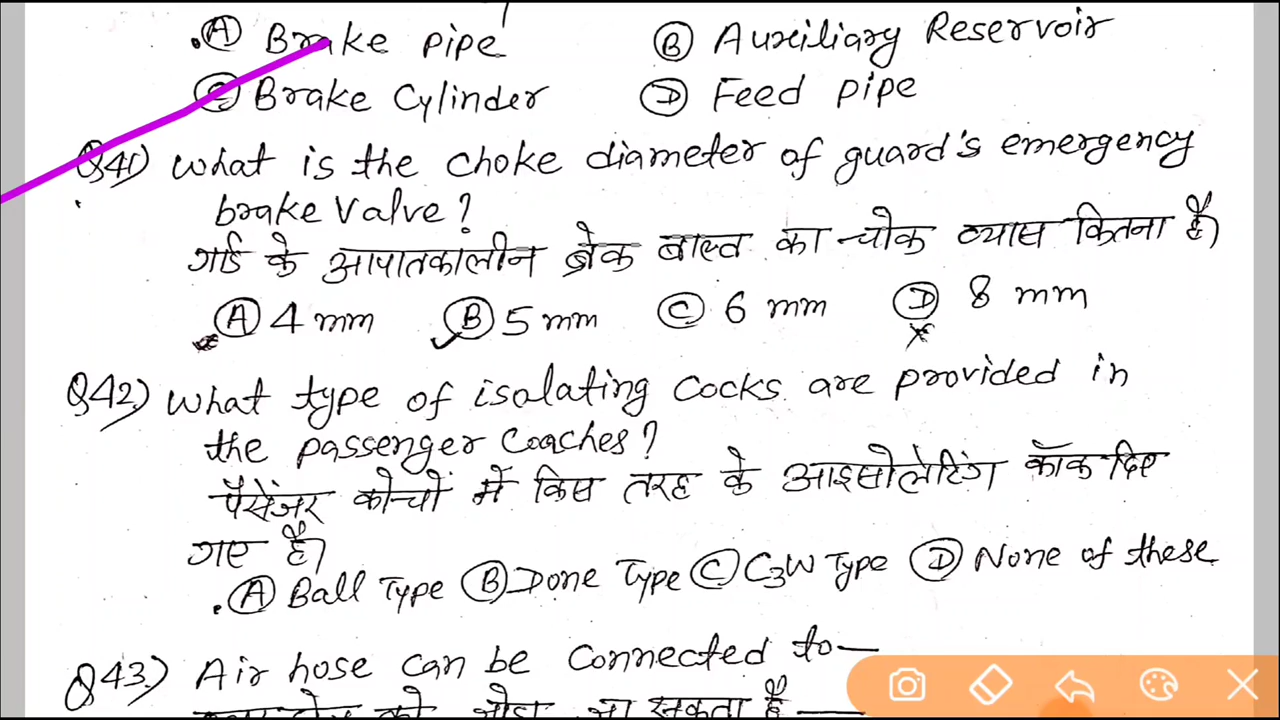 (A) Brake pipe (B) Auxiliary Reservoir
(C) Brake Cylinder (D) Feed pipe
Q41) What is the choke diameter of guard's emergency
brake Valve?
गार्ड के आपातकालीन ब्रेक वाल्व का चोक व्यास कितना है।
(A) 4 mm (B) 5 mm (C) 6 mm (D) 8 mm
Q42) What type of isolating Cocks are provided in
the passenger Coaches?
पैसेंजर कोचों में किस तरह के आइसोलेटिंग कॉक दिए
गए है।
(A) Ball Type (B) Done Type (C) C3W Type (D) None of these
Q43) Air hose can be Connected to—
को जा सकता है —